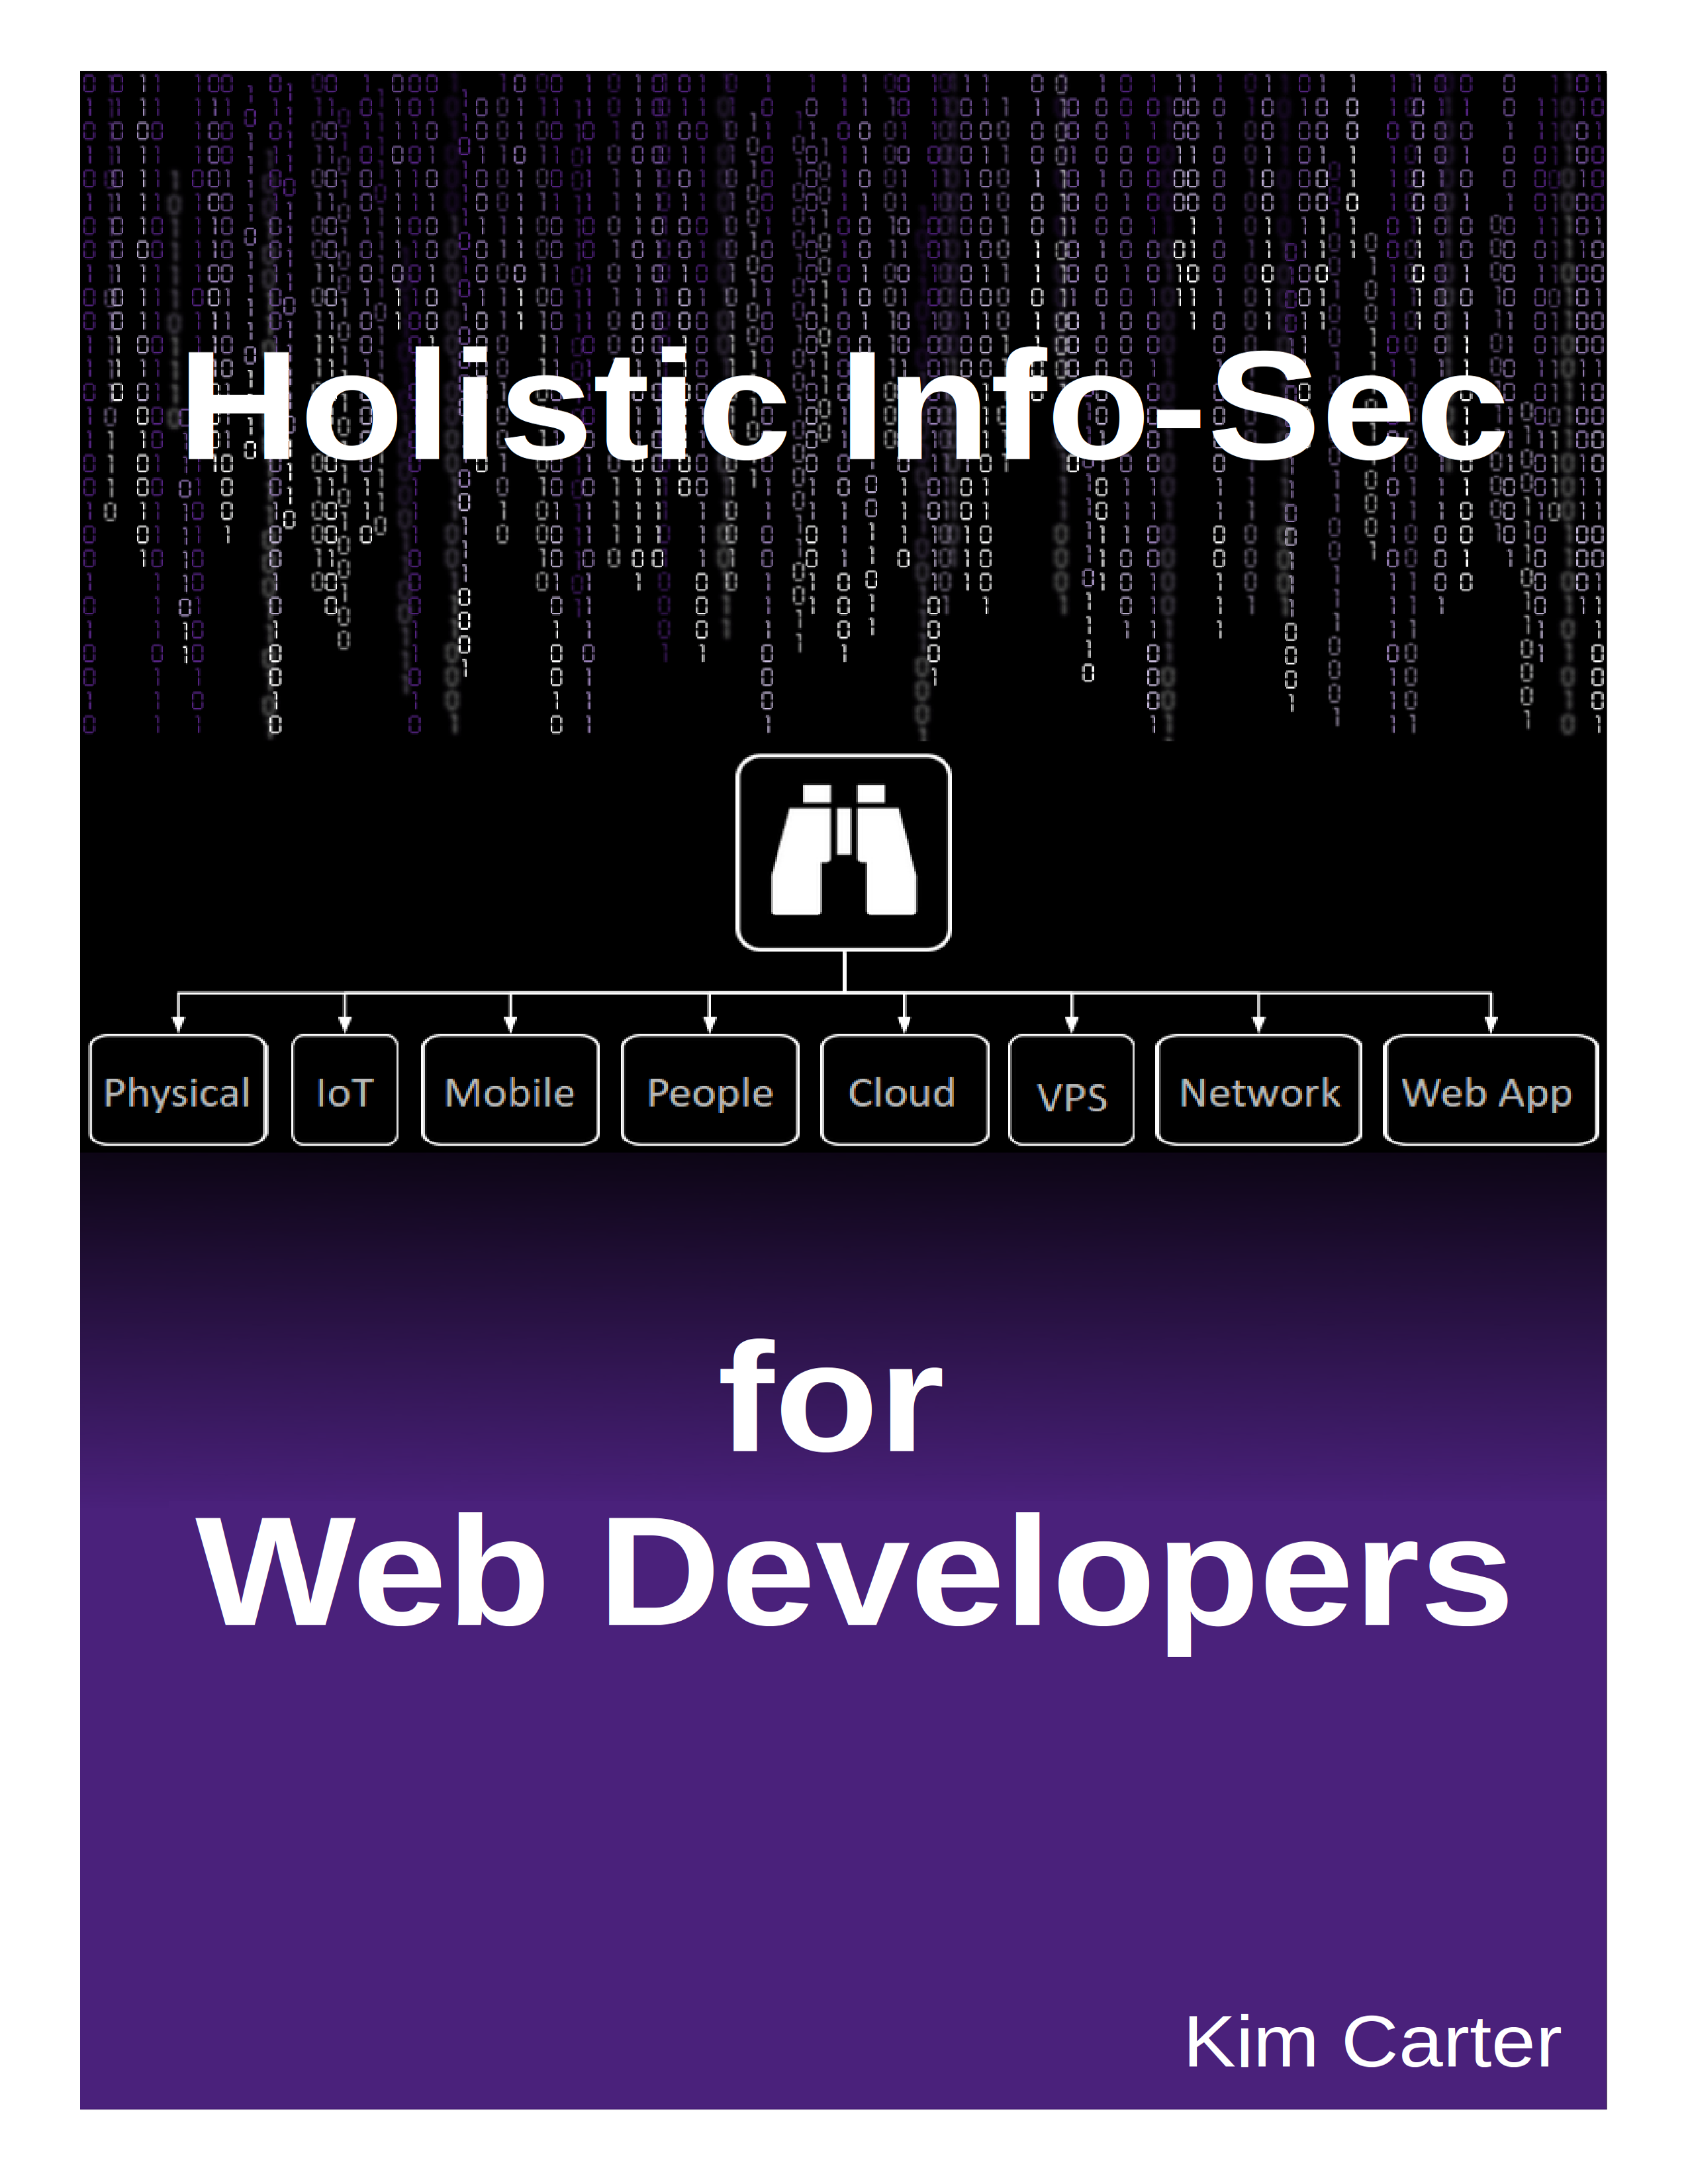 Holistic Info-Sec
Physical IoT Mobile People Cloud VPS Network Web App
for
Web Developers
Kim Carter